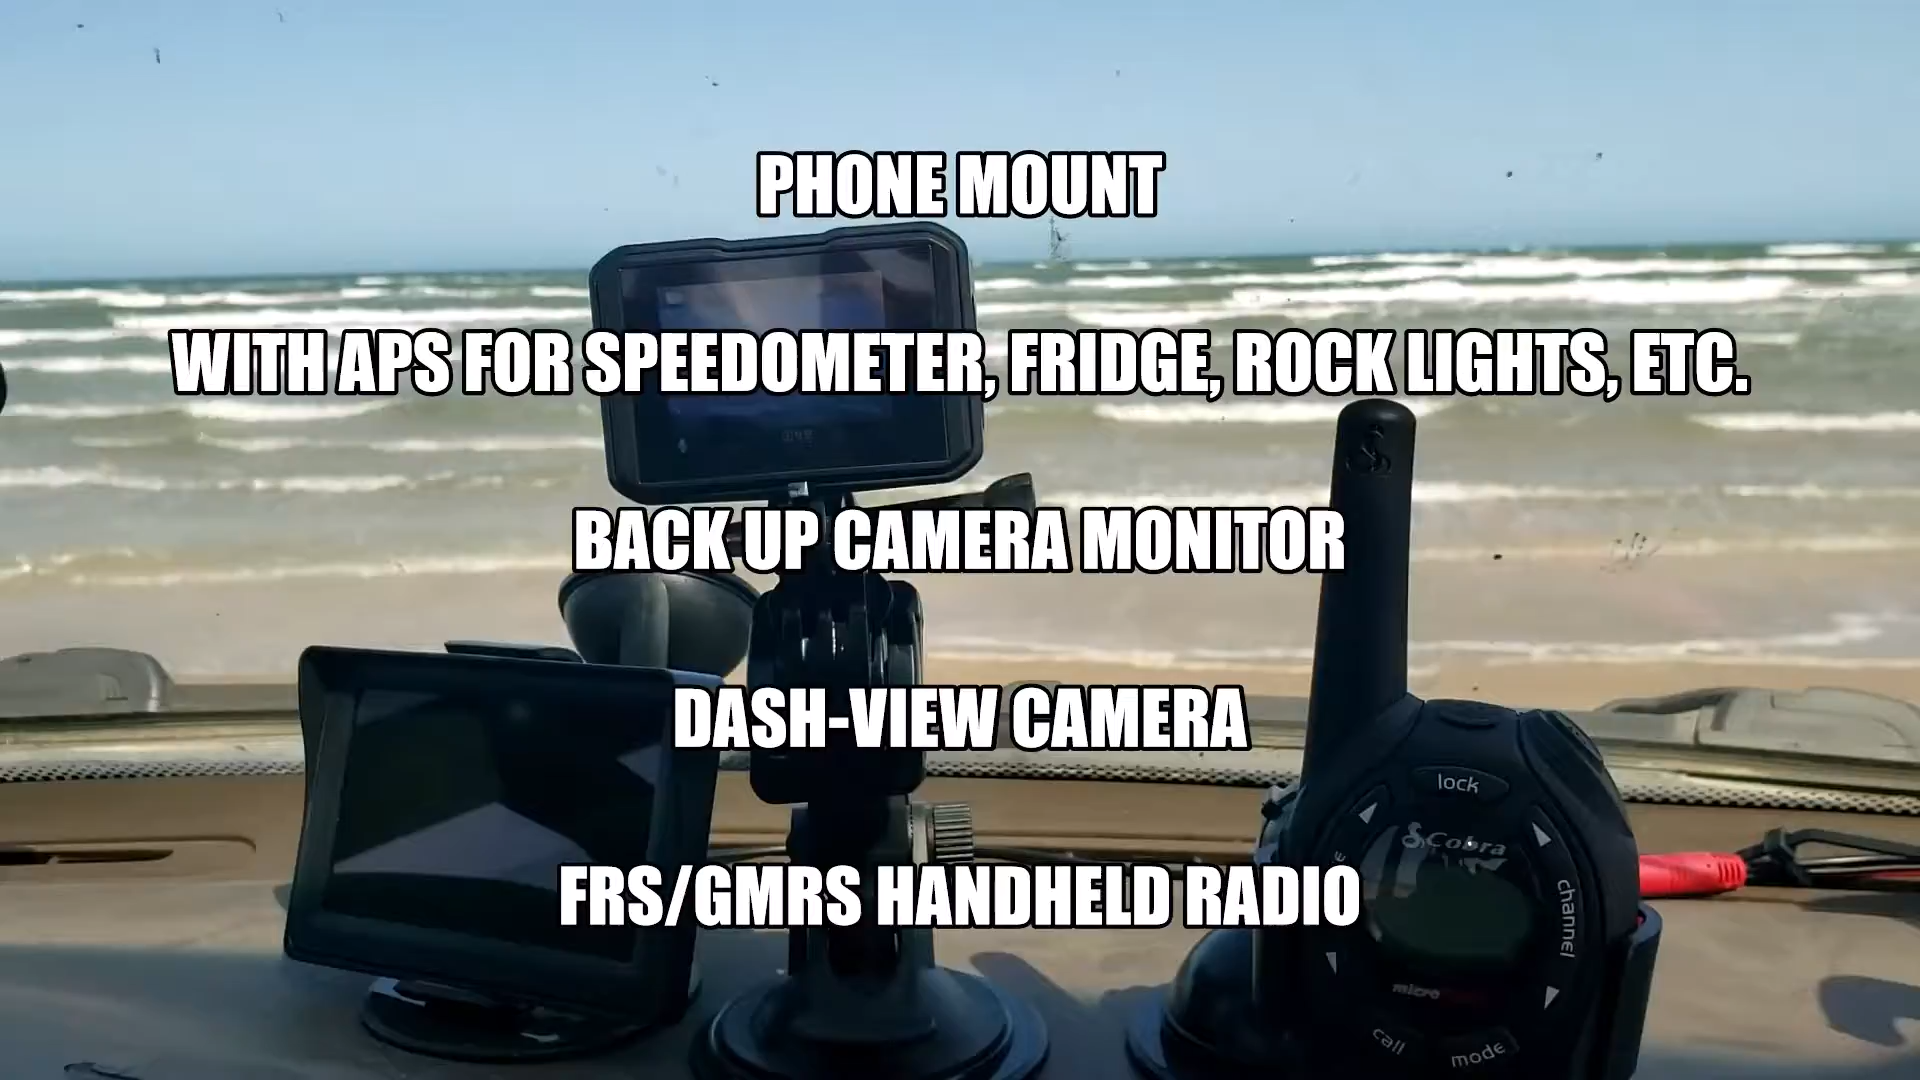 PHONE MOUNT
WITH APS FOR SPEEDOMETER, FRIDGE, ROCK LIGHTS, ETC.
BACK UP CAMERA MONITOR
DASH-VIEW CAMERA
FRS/GMRS HANDHELD RADIO
lock
Cobra
channel
micro
call
mode